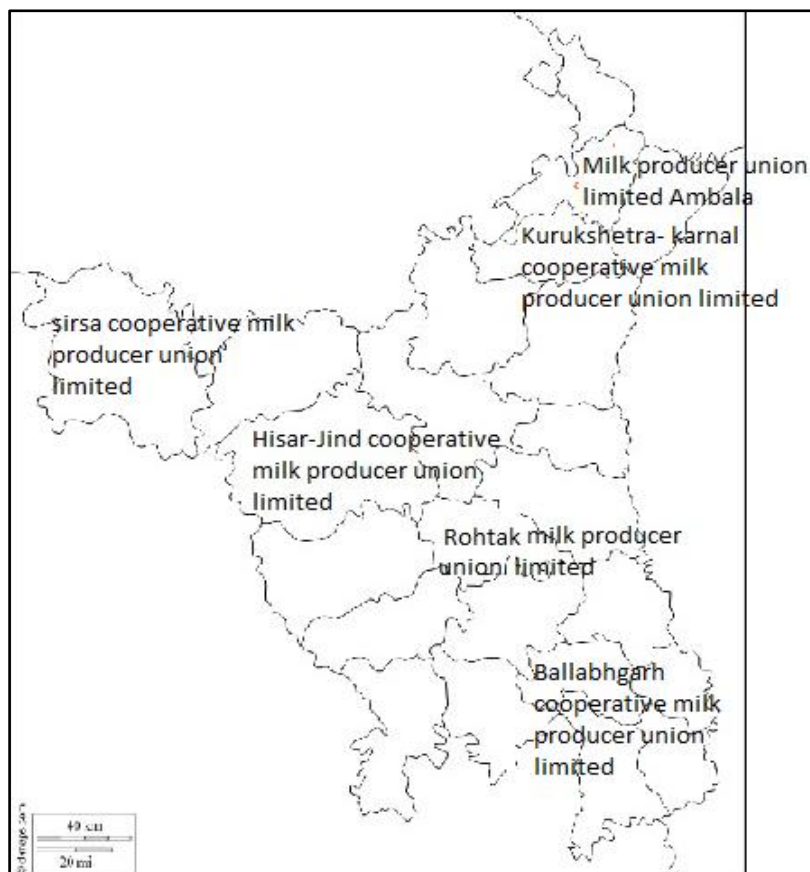 Milk producer union
limited Ambala
Kurukshetra- karnal
cooperative milk
producer union limited
sirsa cooperative milk
producer union
limited
Hisar-Jind cooperative
milk producer union
limited
Rohtak milk producer
union limited
Ballabhgarh
cooperative milk
producer union
limited
40 km
20 mi